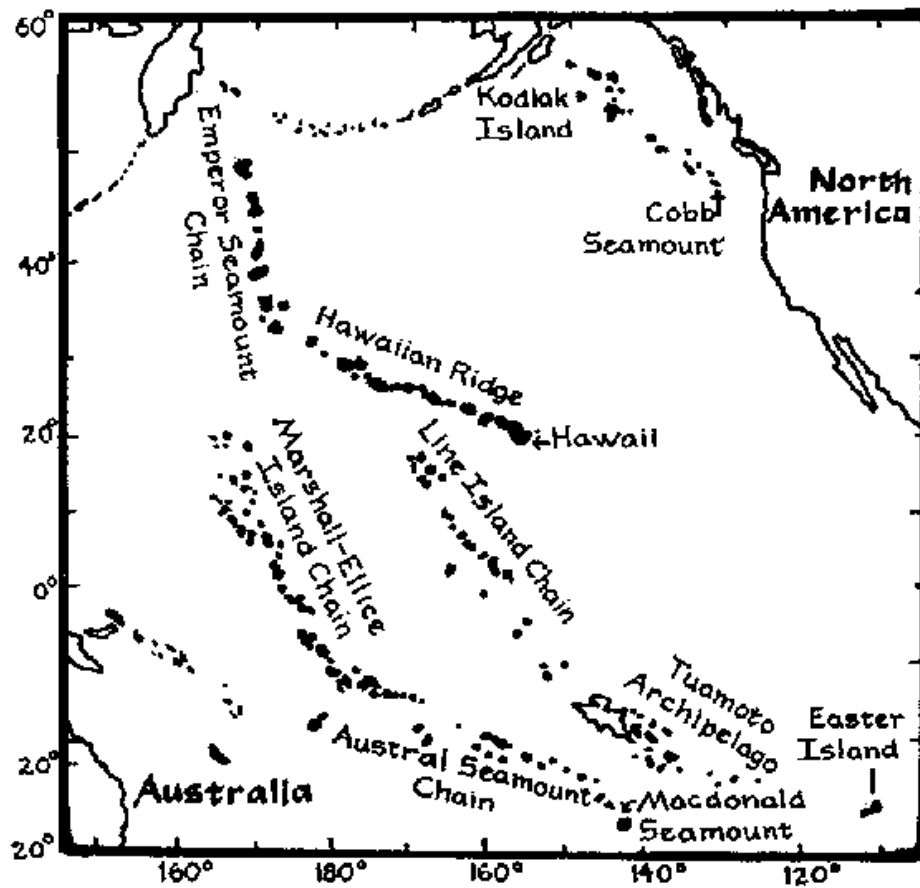 60°
Kodiak
Island
North
America
Cobb
Seamount
Emperor Seamount
Chain
40°
Hawaiian Ridge
Hawaii
20°
Marshall-Ellice
Island Chain
Line Island Chain
0°
Tuamoto
Archipelago
Easter
Island
20°
Australia
Austral Seamount
Chain
Macdonald
Seamount
20°
160°
180°
160°
140°
120°